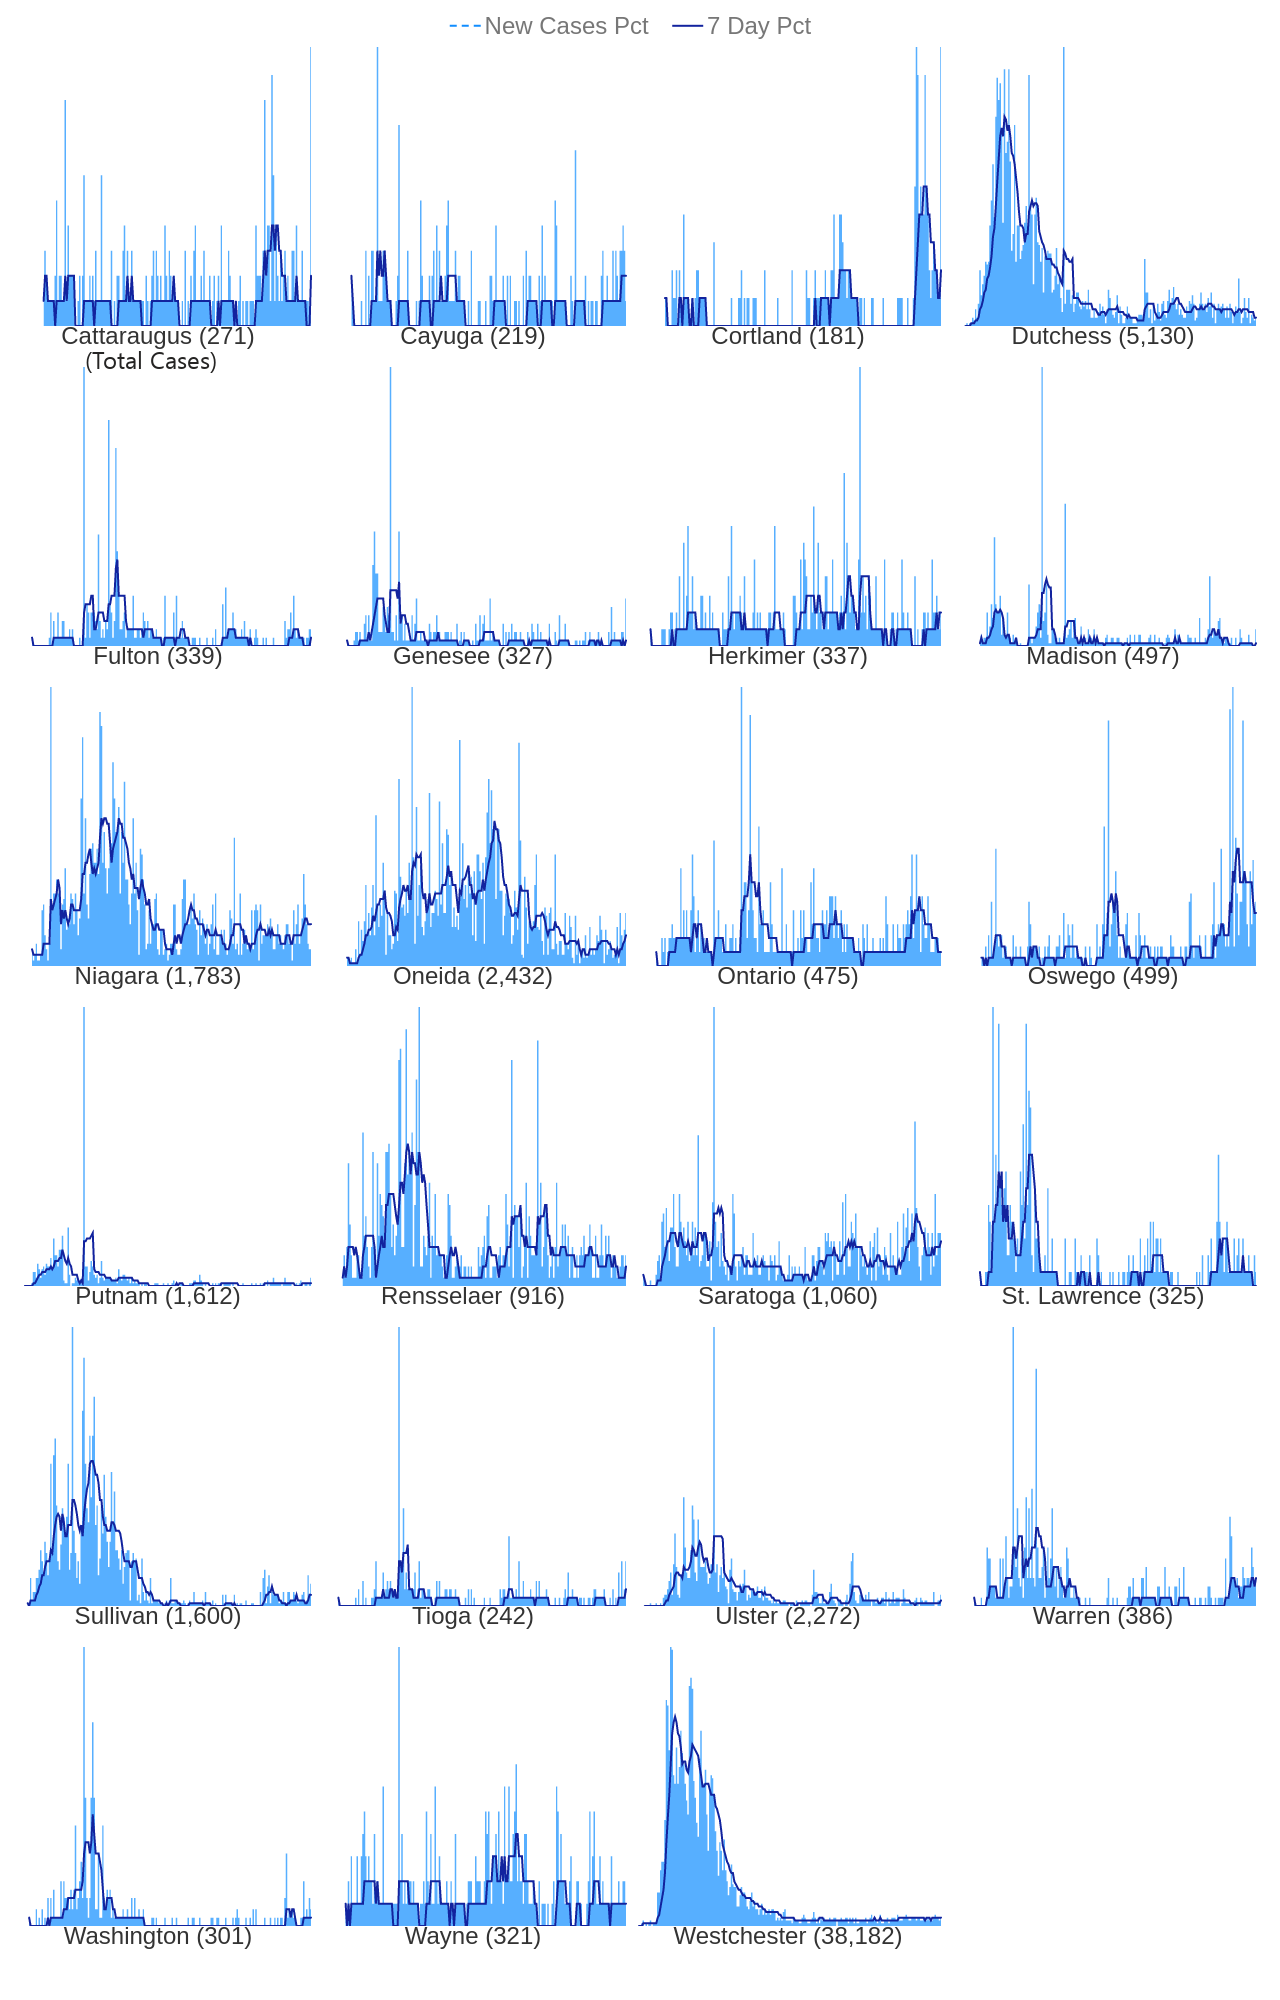 New Cases Pct 7 Day Pct
Cattaraugus (271) Cayuga (219) Cortland (181) Dutchess (5,130)
(Total Cases)
Fulton (339) Genesee (327) Herkimer (337) Madison (497)
Niagara (1,783) Oneida (2,432) Ontario (475) Oswego (499)
Putnam (1,612) Rensselaer (916) Saratoga (1,060) St. Lawrence (325)
Sullivan (1,600) Tioga (242) Ulster (2,272) Warren (386)
Washington (301) Wayne (321) Westchester (38,182)